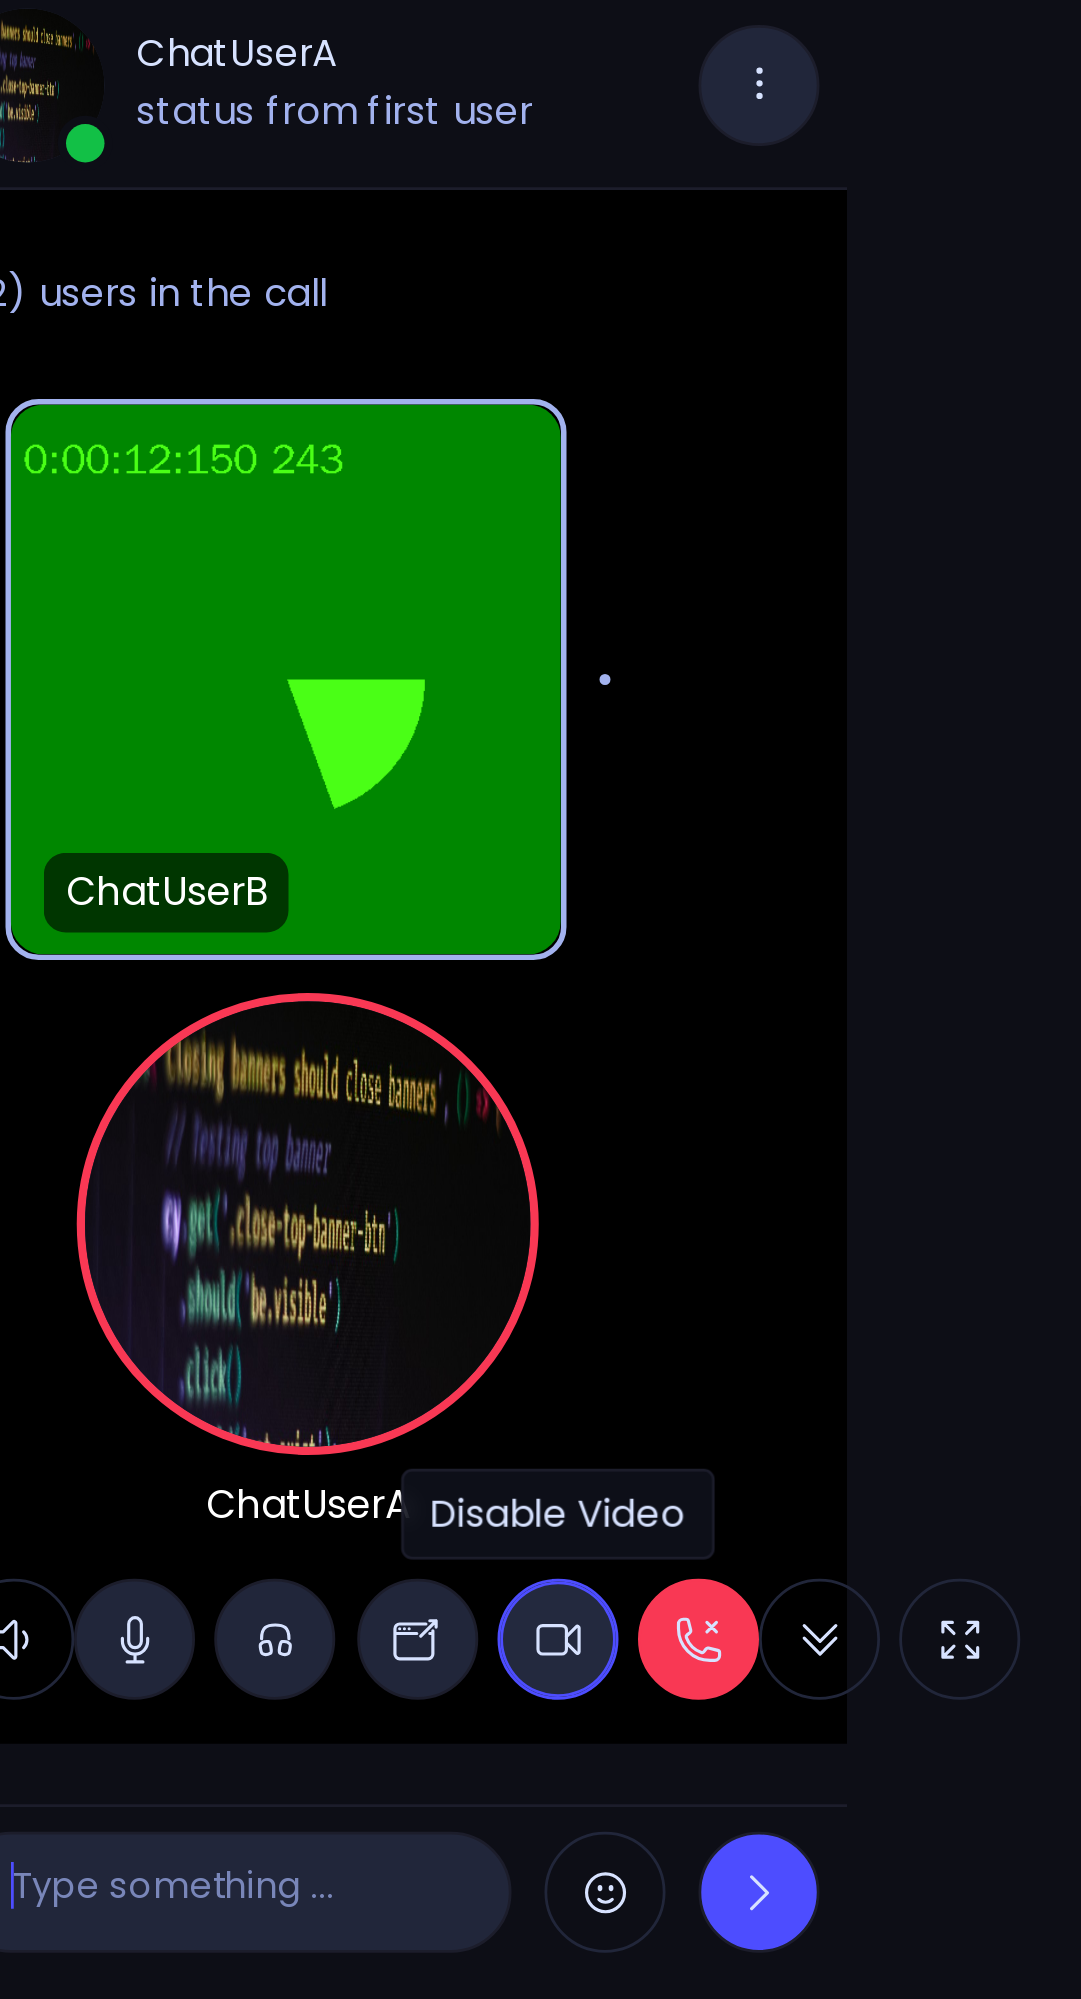 ChatUserA
status from first user
2) users in the call
0:00:12:150 243
ChatUserB
closing banners should close banners', ()
// Testing top banner
cy.get('.close-top-banner-btn')
.should('be.visible')
.click()
ChatUserA
Disable Video
Type something ...